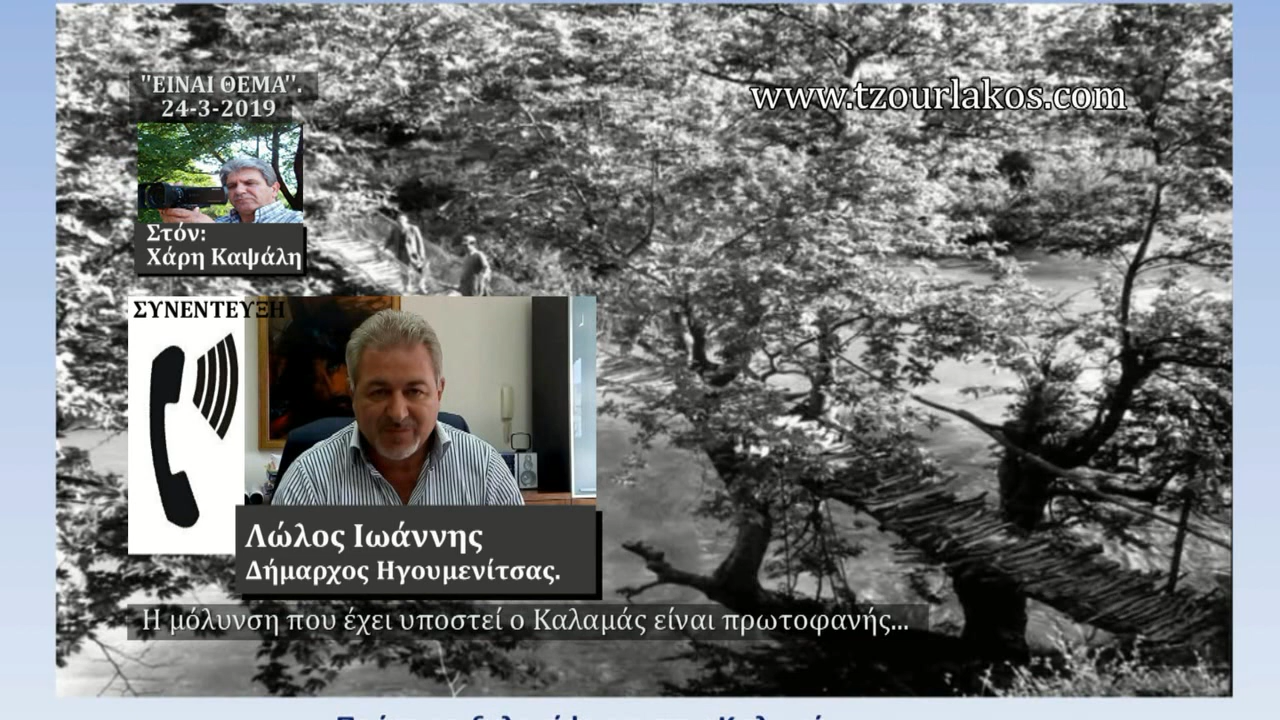 "ΕΙΝΑΙ ΘΕΜΑ".
24-3-2019
www.tzourlakos.com
Στόν:
Χάρη Καψάλη
ΣΥΝΕΝΤΕΥΞΗ
Λώλος Ιωάννης
Δήμαρχος Ηγουμενίτσας.
Η μόλυνση που έχει υποστεί ο Καλαμάς είναι πρωτοφανής...